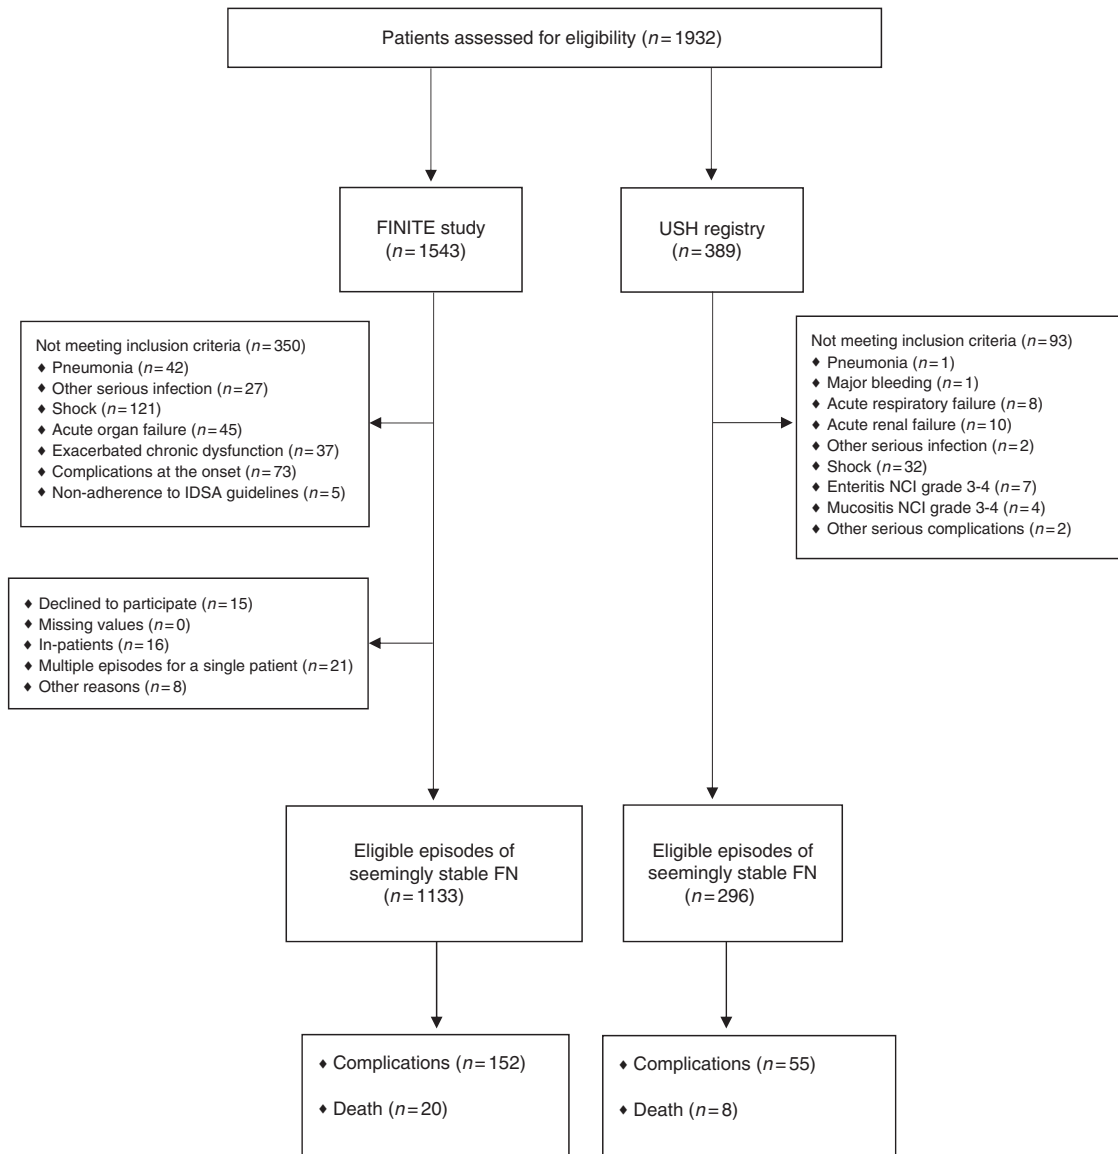 Patients assessed for eligibility (n=1932)
FINITE study
(n=1543)
USH registry
(n=389)
Not meeting inclusion criteria (n=350)
♦ Pneumonia (n=42)
♦ Other serious infection (n=27)
♦ Shock (n=121)
♦ Acute organ failure (n=45)
♦ Exacerbated chronic dysfunction (n=37)
♦ Complications at the onset (n=73)
♦ Non-adherence to IDSA guidelines (n=5)
Not meeting inclusion criteria (n=93)
♦ Pneumonia (n=1)
♦ Major bleeding (n=1)
♦ Acute respiratory failure (n=8)
♦ Acute renal failure (n=10)
♦ Other serious infection (n=2)
♦ Shock (n=32)
♦ Enteritis NCI grade 3-4 (n=7)
♦ Mucositis NCI grade 3-4 (n=4)
♦ Other serious complications (n=2)
♦ Declined to participate (n=15)
♦ Missing values (n=0)
♦ In-patients (n=16)
♦ Multiple episodes for a single patient (n=21)
♦ Other reasons (n=8)
Eligible episodes of
seemingly stable FN
(n=1133)
Eligible episodes of
seemingly stable FN
(n=296)
♦ Complications (n=152)
♦ Death (n=20)
♦ Complications (n=55)
♦ Death (n=8)